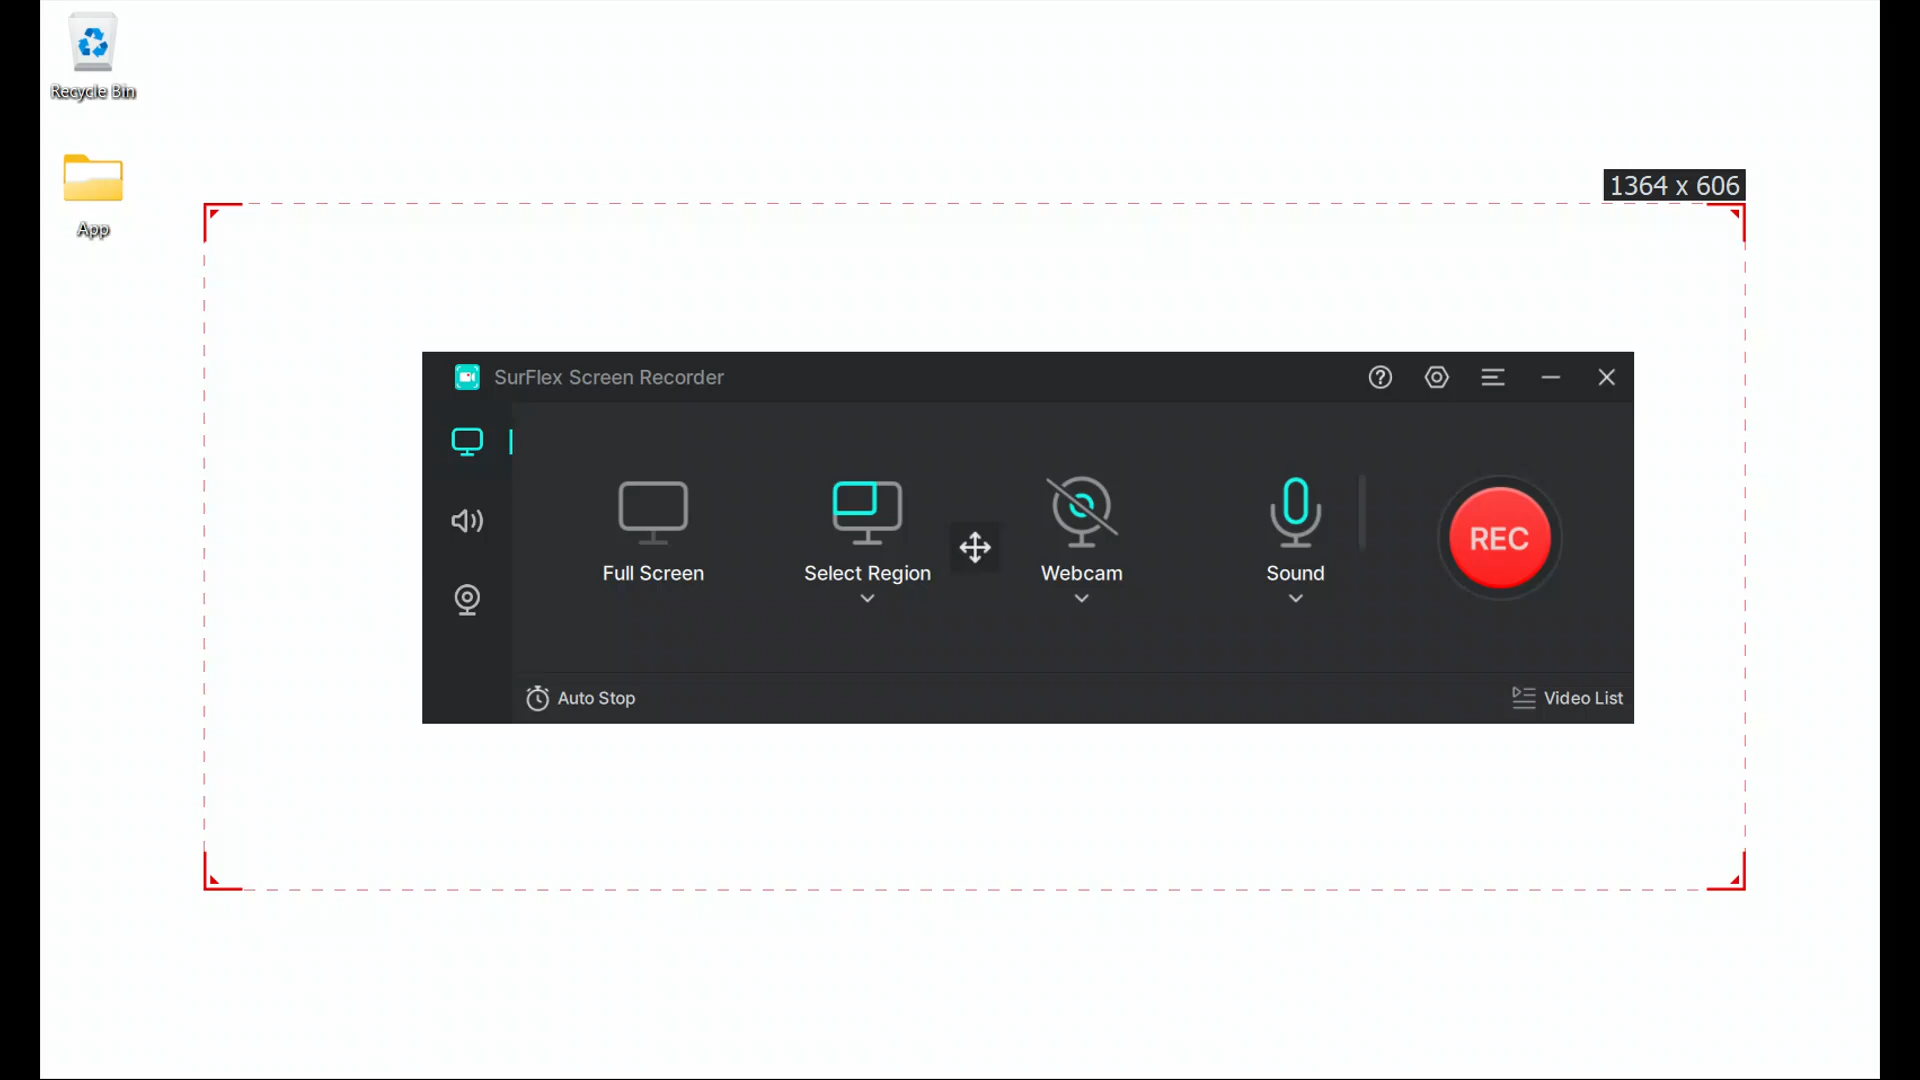 Recycle Bin
App
1364 x 606
SurFlex Screen Recorder
Full Screen
Select Region
Webcam
Sound
REC
Auto Stop
Video List